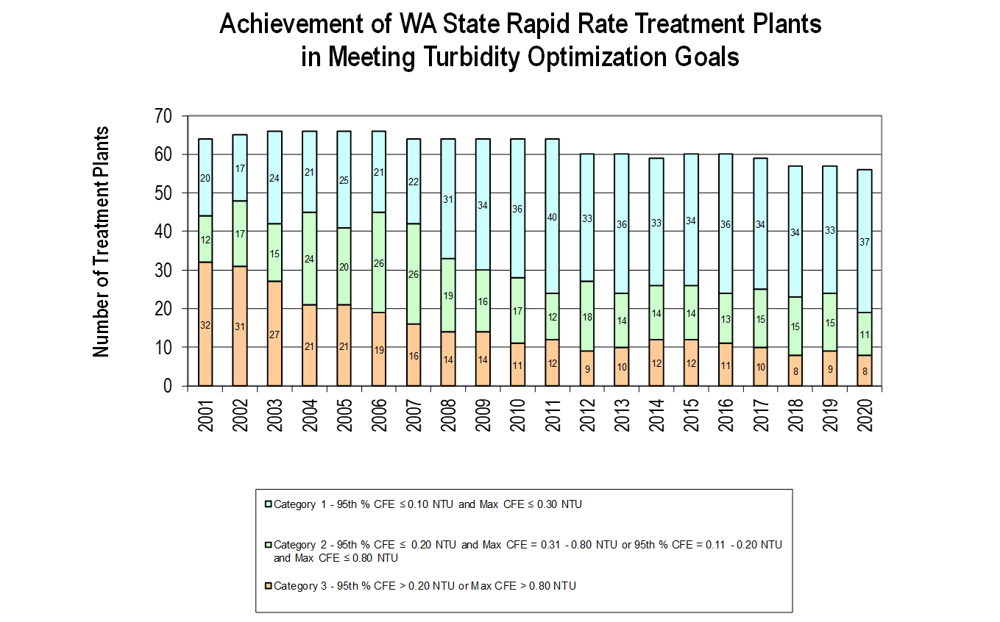 Achievement of WA State Rapid Rate Treatment Plants
in Meeting Turbidity Optimization Goals
Number of Treatment Plants
70
60
50
40
30
20
10
0
20 17 24 21 25 21 22 31 34 36 40 33 36 33 34 36 34 34 33 37
12 17 15 24 20 26 26 19 16 17 12 18 14 14 14 13 15 15 15 11
32 31 27 21 21 19 16 14 14 11 12 9 10 12 12 11 10 8 9 8
2001 2002 2003 2004 2005 2006 2007 2008 2009 2010 2011 2012 2013 2014 2015 2016 2017 2018 2019 2020
Category 1 - 95th % CFE ≤ 0.10 NTU and Max CFE ≤ 0.30 NTU
Category 2 - 95th % CFE ≤ 0.20 NTU and Max CFE = 0.31 - 0.80 NTU or 95th % CFE = 0.11 - 0.20 NTU
and Max CFE ≤ 0.80 NTU
Category 3 - 95th % CFE > 0.20 NTU or Max CFE > 0.80 NTU